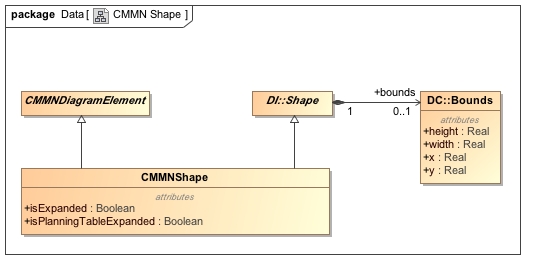 package Data [ CMMN Shape ]
CMMNDiagramElement
DI::Shape
+bounds
1
0..1
DC::Bounds
attributes
+height : Real
+width : Real
+x : Real
+y : Real
CMMNShape
attributes
+isExpanded : Boolean
+isPlanningTableExpanded : Boolean